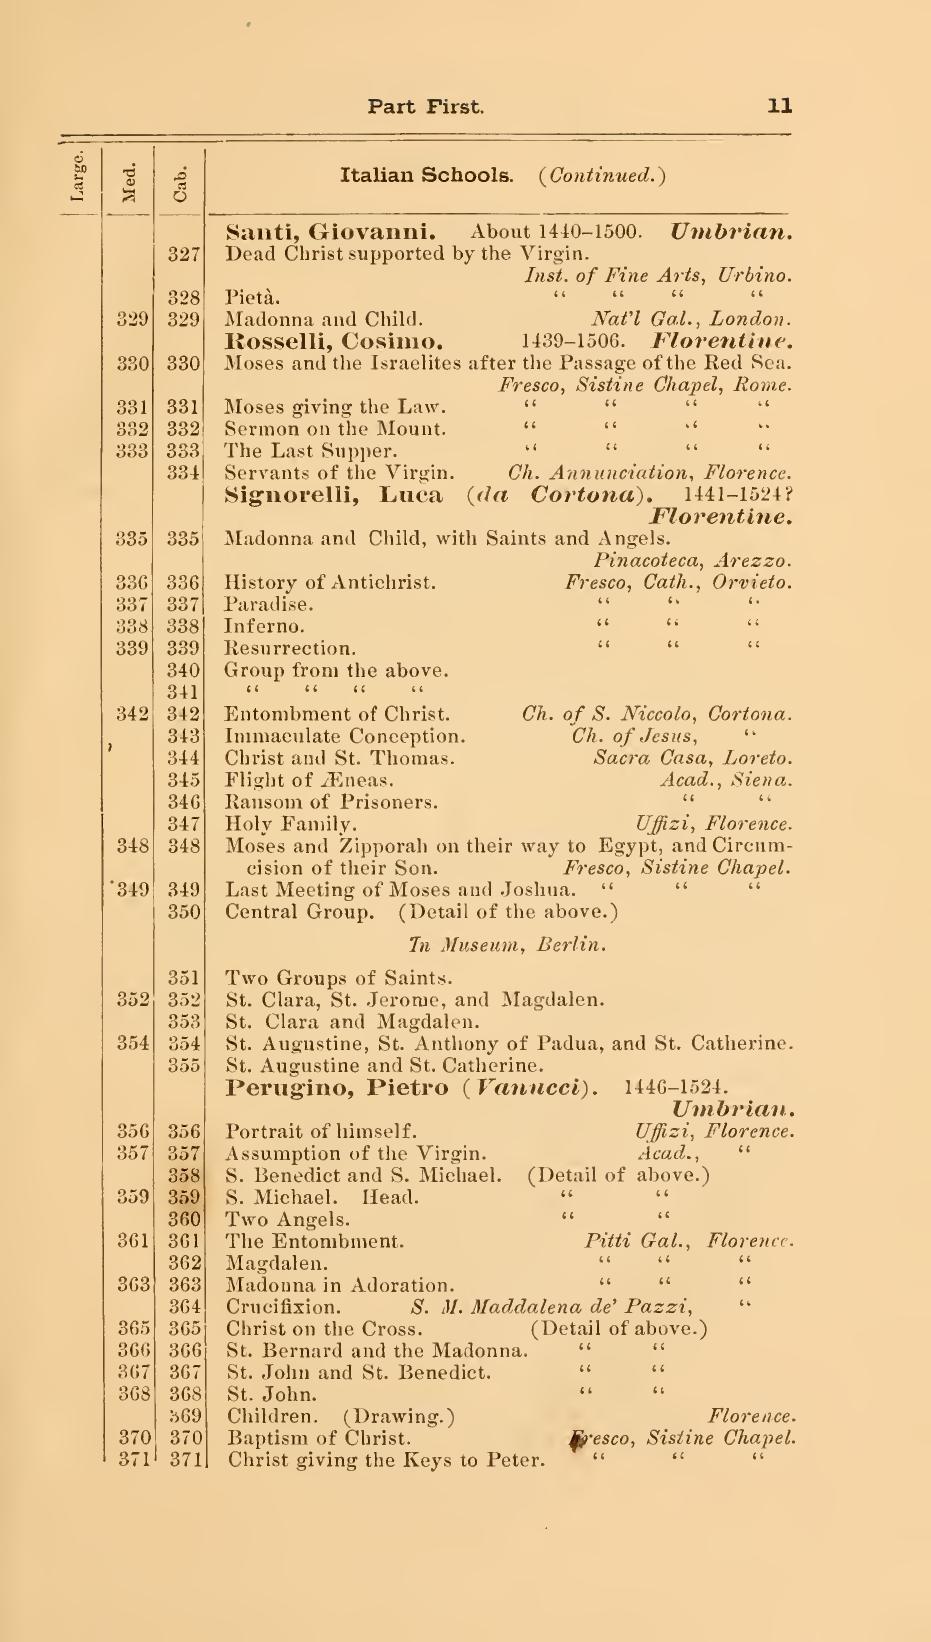 Part First. 11
Large. Med. Cab. Italian Schools. (Continued.)
Santi, Giovanni. About 1440–1500. Umbrian.
327 Dead Christ supported by the Virgin.
Inst. of Fine Arts, Urbino.
328 Pietà. “ “ “ “
329 329 Madonna and Child. Nat'l Gal., London.
Rosselli, Cosimo. 1439–1506. Florentine.
330 330 Moses and the Israelites after the Passage of the Red Sea.
Fresco, Sistine Chapel, Rome.
331 331 Moses giving the Law. “ “ “ “
332 332 Sermon on the Mount. “ “ “ “
333 333 The Last Supper. “ “ “ “
334 Servants of the Virgin. Ch. Annunciation, Florence.
Signorelli, Luca (da Cortona). 1441–1524?
Florentine.
335 335 Madonna and Child, with Saints and Angels.
Pinacoteca, Arezzo.
336 336 History of Antichrist. Fresco, Cath., Orvieto.
337 337 Paradise. “ “ “
338 338 Inferno. “ “ “
339 339 Resurrection. “ “ “
340 Group from the above.
341 “ “ “ “
342 342 Entombment of Christ. Ch. of S. Niccolo, Cortona.
343 Immaculate Conception. Ch. of Jesus, “
344 Christ and St. Thomas. Sacra Casa, Loreto.
345 Flight of Æneas. Acad., Siena.
346 Ransom of Prisoners. “ “
347 Holy Family. Uffizi, Florence.
348 348 Moses and Zipporah on their way to Egypt, and Circum-
cision of their Son. Fresco, Sistine Chapel.
349 349 Last Meeting of Moses and Joshua. “ “ “
350 Central Group. (Detail of the above.)
In Museum, Berlin.
351 Two Groups of Saints.
352 352 St. Clara, St. Jerome, and Magdalen.
353 St. Clara and Magdalen.
354 354 St. Augustine, St. Anthony of Padua, and St. Catherine.
355 St. Augustine and St. Catherine.
Perugino, Pietro (Vanucci). 1446–1524.
Umbrian.
356 356 Portrait of himself. Uffizi, Florence.
357 357 Assumption of the Virgin. Acad., “
358 S. Benedict and S. Michael. (Detail of above.)
359 359 S. Michael. Head. “ “
360 Two Angels. “ “
361 361 The Entombment. Pitti Gal., Florence.
362 Magdalen. “ “ “
363 363 Madonna in Adoration. “ “ “
364 Crucifixion. S. M. Maddalena de' Pazzi, “
365 365 Christ on the Cross. (Detail of above.)
366 366 St. Bernard and the Madonna. “ “
367 367 St. John and St. Benedict. “ “
368 368 St. John. “ “
369 Children. (Drawing.) Florence.
370 370 Baptism of Christ. Fresco, Sistine Chapel.
371 371 Christ giving the Keys to Peter. “ “ “